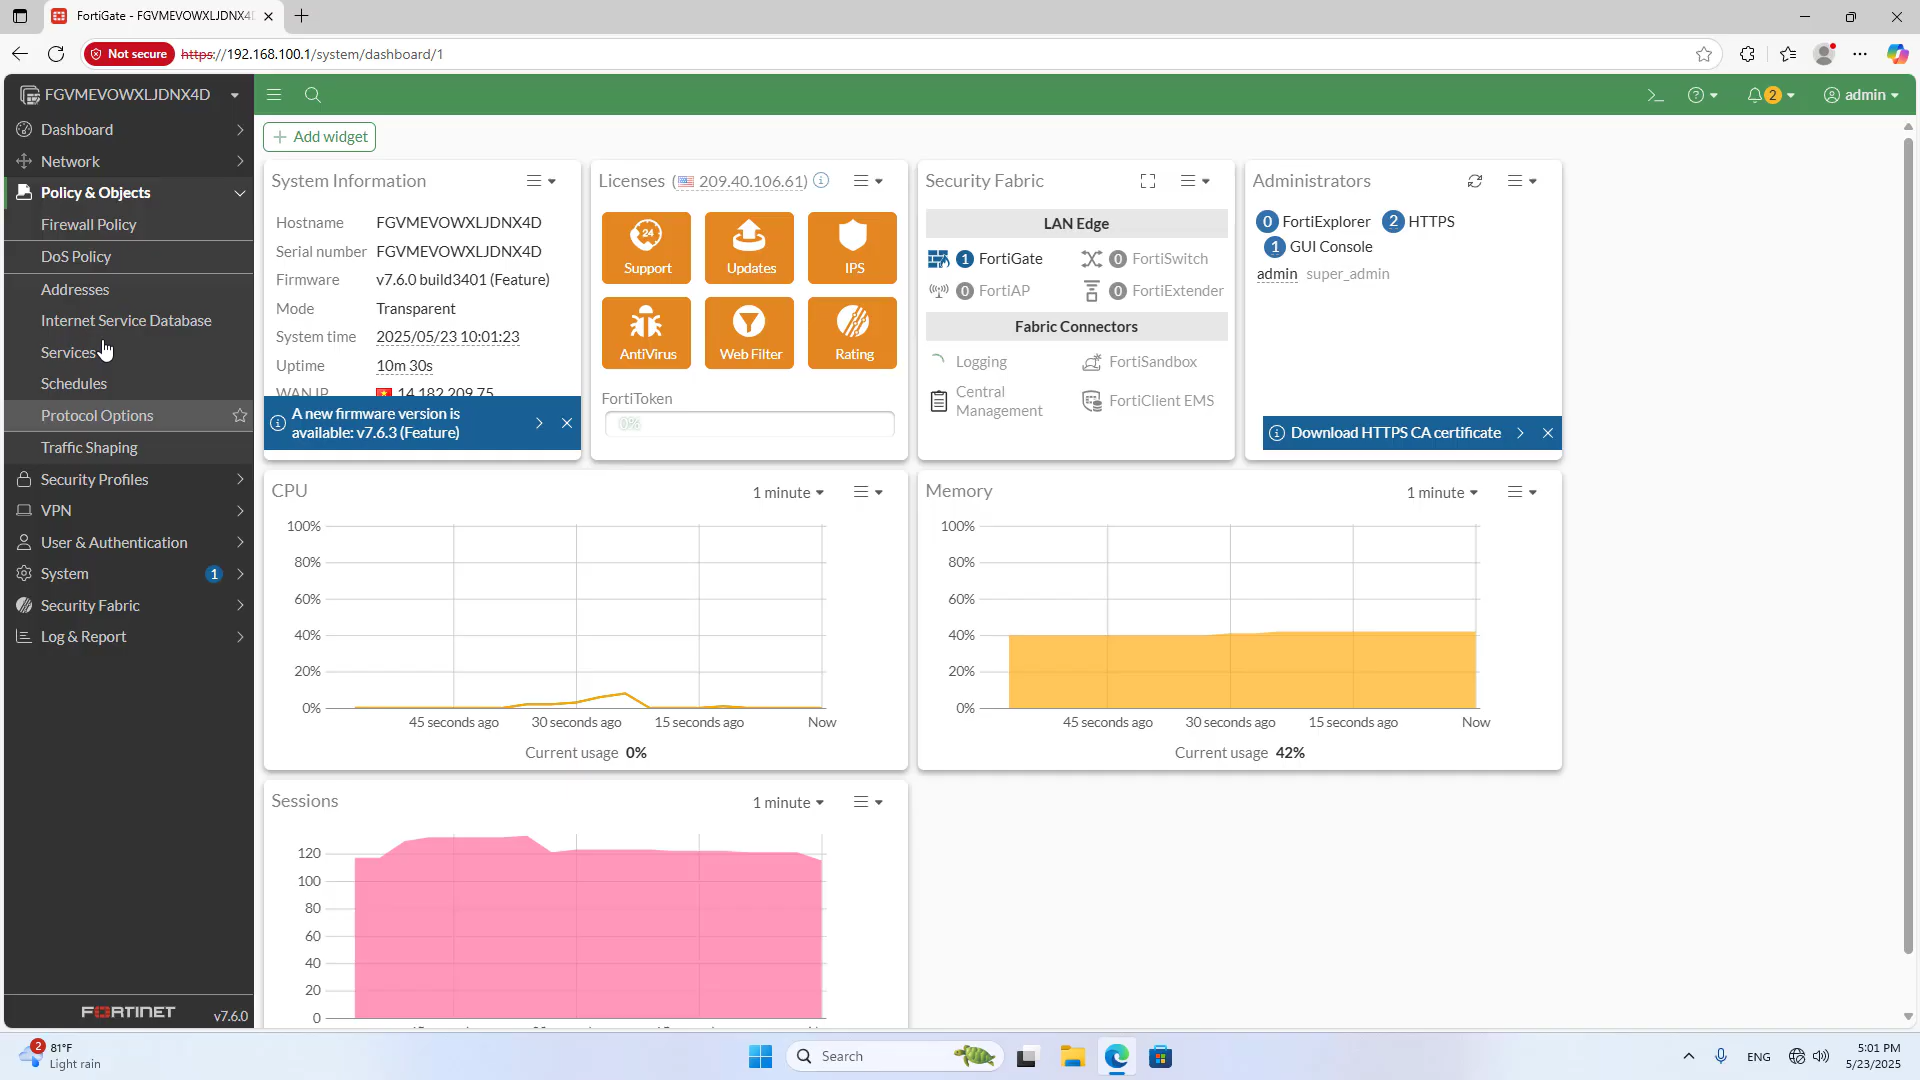 FortiGate - FGVMEVOWXLJDNX4D
Not secure https://192.168.100.1/system/dashboard/1
FGVMEVOWXLJDNX4D
2
admin
Dashboard
Network
Policy & Objects
Firewall Policy
DoS Policy
Addresses
Internet Service Database
Services
Schedules
Protocol Options
Traffic Shaping
Security Profiles
VPN
User & Authentication
System 1
Security Fabric
Log & Report
FORTINET v7.6.0
Add widget
System Information
Hostname FGVMEVOWXLJDNX4D
Serial number FGVMEVOWXLJDNX4D
Firmware v7.6.0 build3401 (Feature)
Mode Transparent
System time 2025/05/23 10:01:23
Uptime 10m 30s
WAN IP 14.182.209.75
A new firmware version is
available: v7.6.3 (Feature)
Licenses (209.40.106.61)
24
Support Updates IPS
AntiVirus Web Filter Rating
FortiToken
0%
Security Fabric
LAN Edge
1 FortiGate 0 FortiSwitch
0 FortiAP 0 FortiExtender
Fabric Connectors
Logging FortiSandbox
Central
Management
FortiClient EMS
Administrators
0 FortiExplorer 2 HTTPS
1 GUI Console
admin super_admin
Download HTTPS CA certificate
CPU 1 minute
100%
80%
60%
40%
20%
0%
45 seconds ago 30 seconds ago 15 seconds ago Now
Current usage 0%
Memory 1 minute
100%
80%
60%
40%
20%
0%
45 seconds ago 30 seconds ago 15 seconds ago Now
Current usage 42%
Sessions 1 minute
120
100
80
60
40
20
0
2
81°F
Light rain
Search
ENG
5:01 PM
5/23/2025